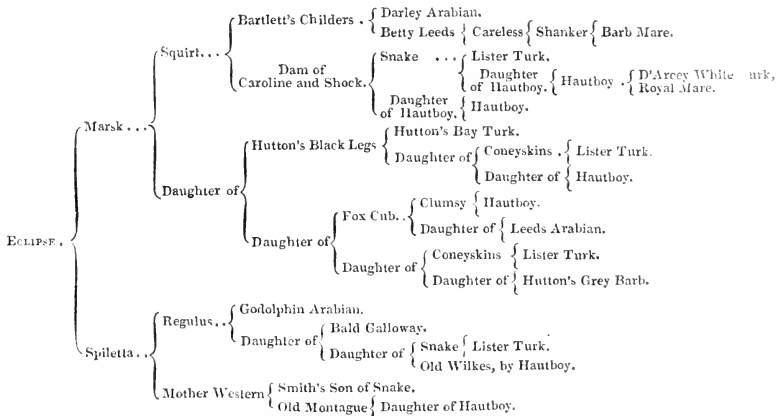 Bartlett's Childers . Darley Arabian.
Betty Leeds Careless Shanker Barb Mare.
Squirt...
Dam of
Caroline and Shock.
Snake ... Lister Turk.
Daughter
of Hautboy. Hautboy . D'Arcey White
Royal Mare.
Daughter
of Hautboy. Hautboy.
Marsk ...
Hutton's Black Legs Hutton's Bay Turk.
Daughter of Coneyskins . Lister Turk.
Daughter of Hautboy.
Daughter of
Fox Cub.. Clumsy Hautboy.
Daughter of Leeds Arabian.
Daughter of
Daughter of Coneyskins Lister Turk.
Daughter of Hutton's Grey Barb.
ECLIPSE .
Regulus .. Godolphin Arabian.
Daughter of Bald Galloway.
Daughter of Snake Lister Turk.
Old Wilkes, by Hautboy.
Spiletta ..
Mother Western Smith's Son of Snake.
Old Montague Daughter of Hautboy.